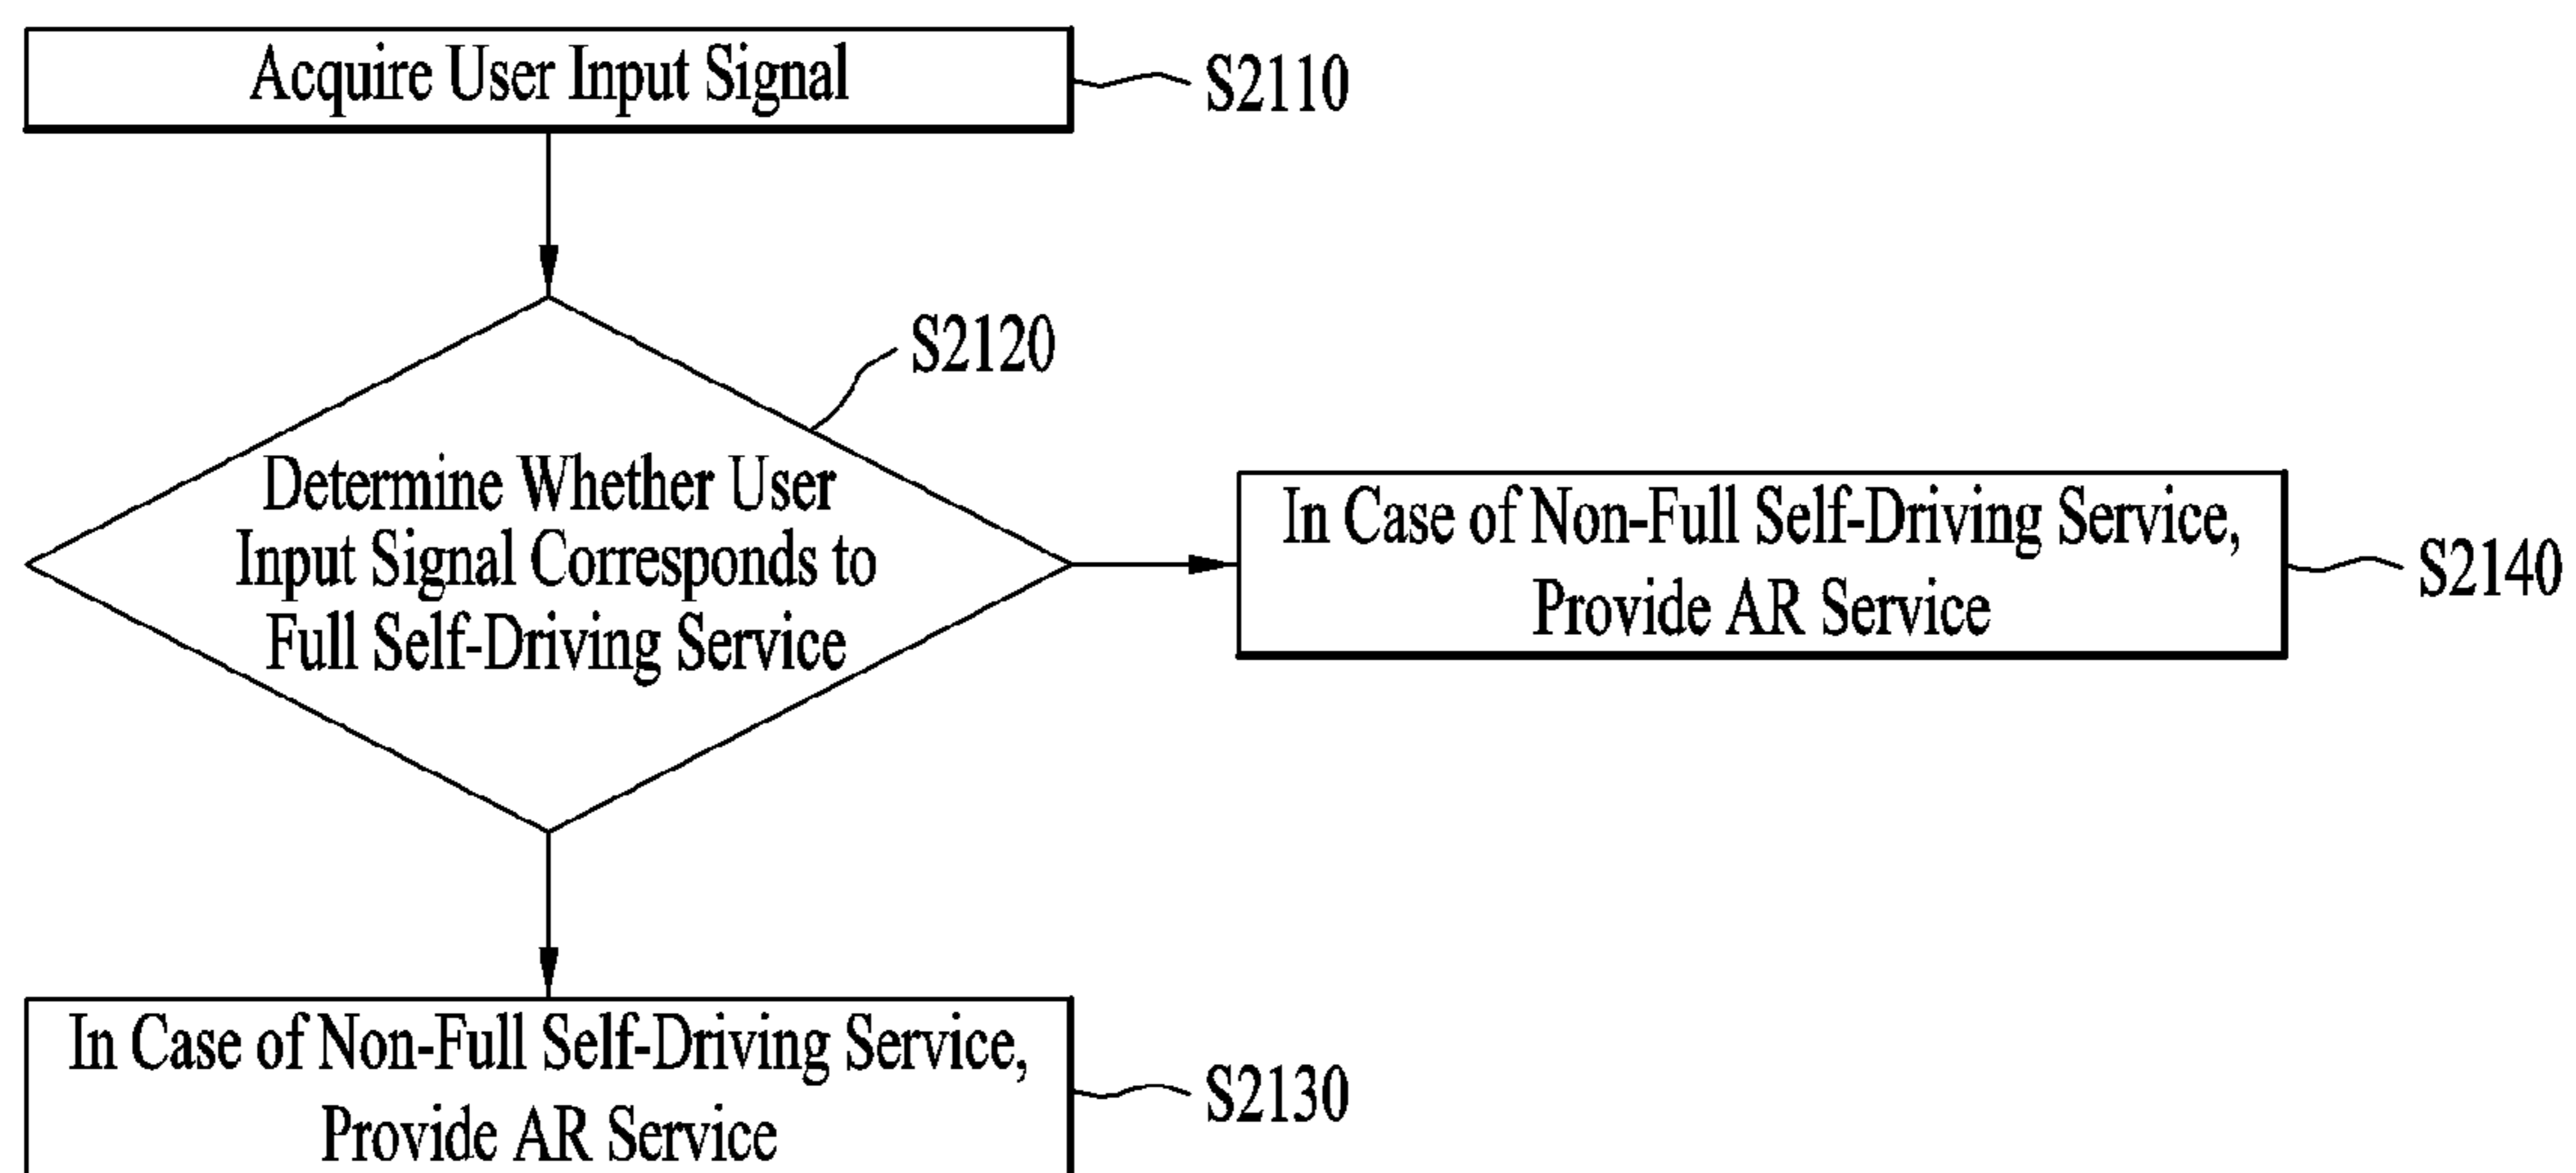 Acquire User Input Signal
S2110
S2120
Determine Whether User
Input Signal Corresponds to
Full Self-Driving Service
In Case of Non-Full Self-Driving Service,
Provide AR Service
S2140
In Case of Non-Full Self-Driving Service,
Provide AR Service
S2130